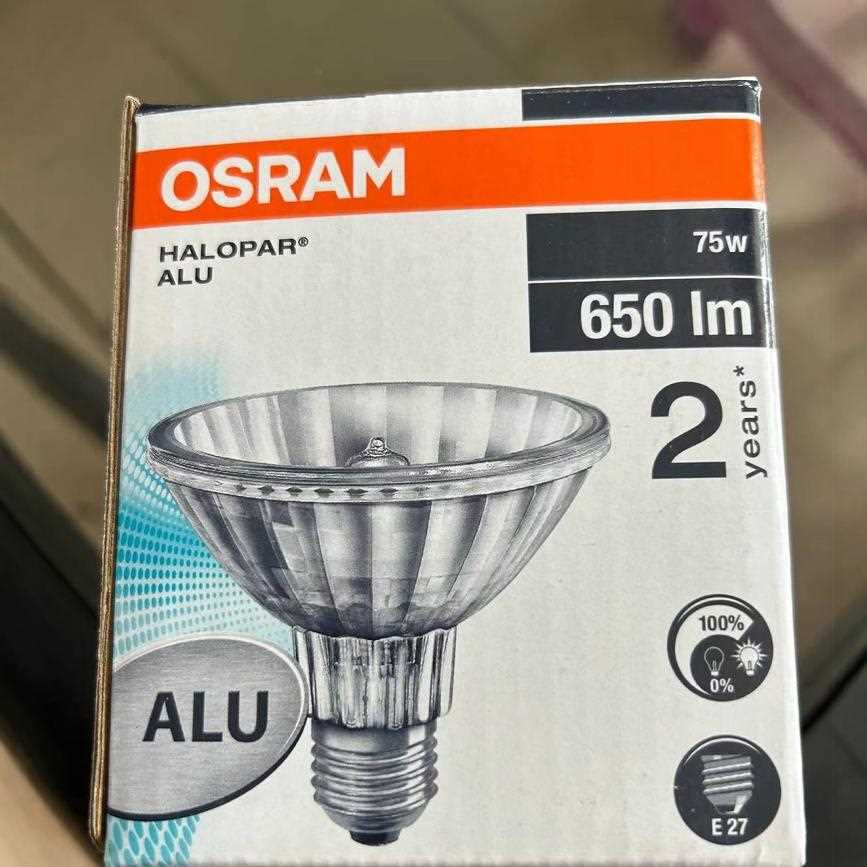 OSRAM
HALOPAR®
ALU
75w
650 lm
2
years*
100%
0%
ALU
E 27